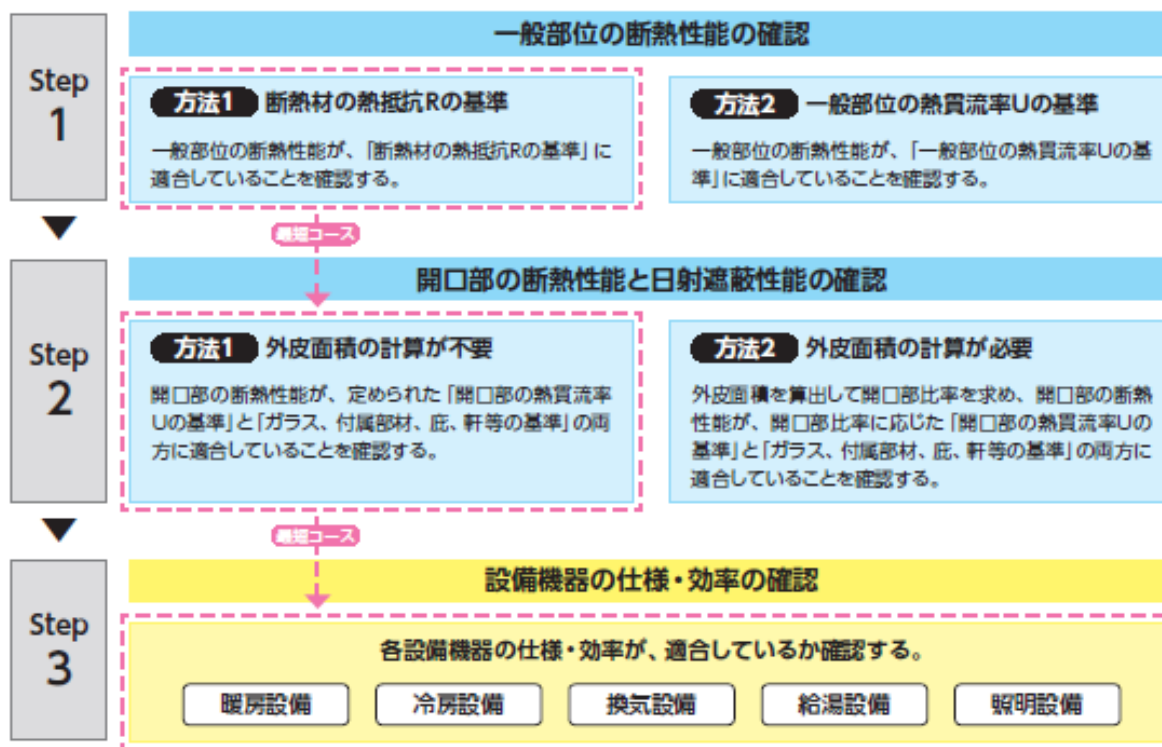 Step
1
一般部位の断熱性能の確認
方法1 断熱材の熱抵抗Rの基準
一般部位の断熱性能が、「断熱材の熱抵抗Rの基準」に
適合していることを確認する。
方法2 一般部位の熱貫流率Uの基準
一般部位の断熱性能が、「一般部位の熱貫流率Uの基
準」に適合していることを確認する。
最短コース
Step
2
開口部の断熱性能と日射遮蔽性能の確認
方法1 外皮面積の計算が不要
開口部の断熱性能が、定められた「開口部の熱貫流率
Uの基準」と「ガラス、付属部材、庇、軒等の基準」の両
方に適合していることを確認する。
方法2 外皮面積の計算が必要
外皮面積を算出して開口部比率を求め、開口部の断熱
性能が、開口部比率に応じた「開口部の熱貫流率Uの
基準」と「ガラス、付属部材、庇、軒等の基準」の両方に
適合していることを確認する。
最短コース
Step
3
設備機器の仕様・効率の確認
各設備機器の仕様・効率が、適合しているか確認する。
暖房設備
冷房設備
換気設備
給湯設備
照明設備